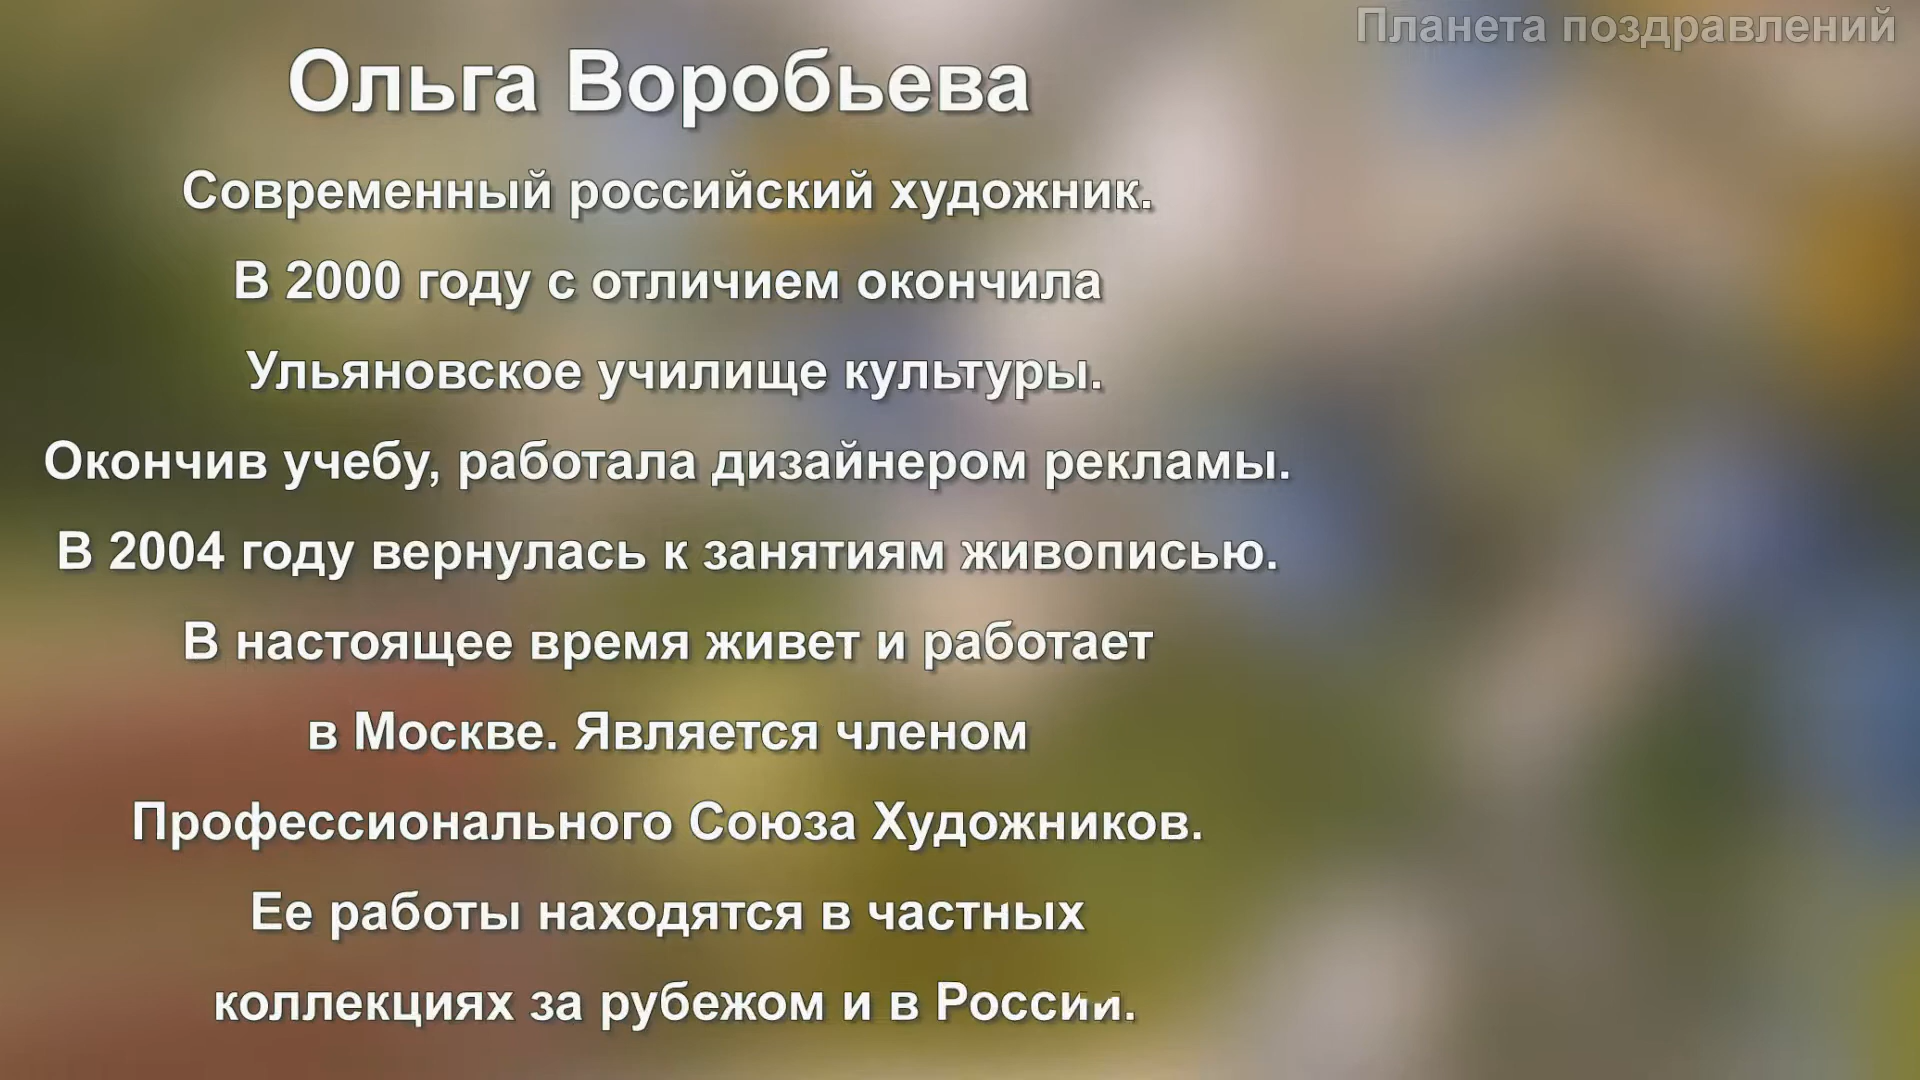 Планета поздравлений
Ольга Воробьева
Современный российский художник.
В 2000 году с отличием окончила
Ульяновское училище культуры.
Окончив учебу, работала дизайнером рекламы.
В 2004 году вернулась к занятиям живописью.
В настоящее время живет и работает
в Москве. Является членом
Профессионального Союза Художников.
Ее работы находятся в частных
коллекциях за рубежом и в России.